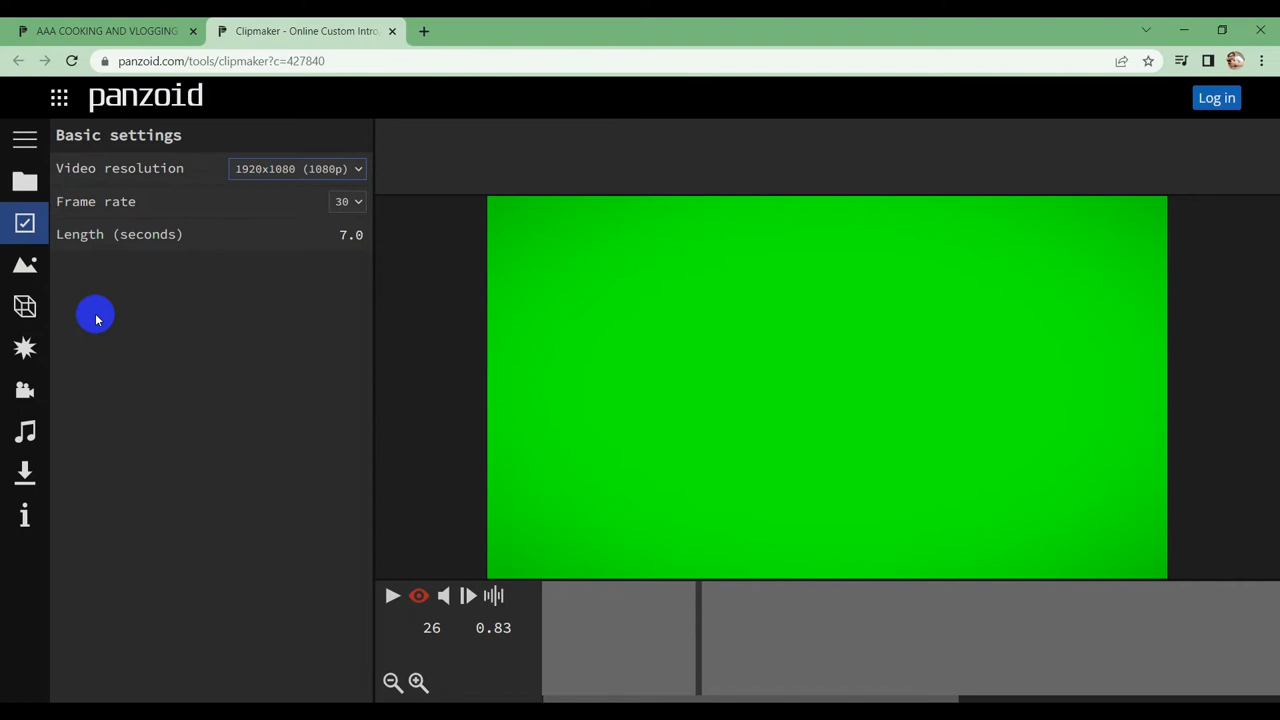 AAA COOKING AND VLOGGING
Clipmaker - Online Custom Intro
panzoid.com/tools/clipmaker?c=427840
panzoid
Log in
Basic settings
Video resolution
1920x1080 (1080p)
Frame rate
30
Length (seconds)
7.0
26
0.83